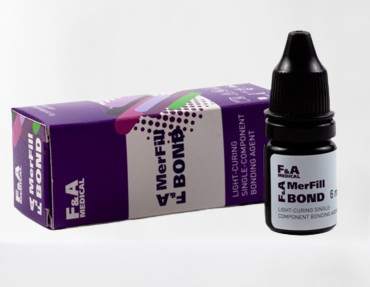 F&A
MEDICAL
F.A MerFill
BOND
LIGHT-CURING
SINGLE-COMPONENT
BONDING AGENT
F&A
MEDICAL
F.A MerFill
BOND 6 m
LIGHT-CURING SINGLE-
COMPONENT BONDING AGENT